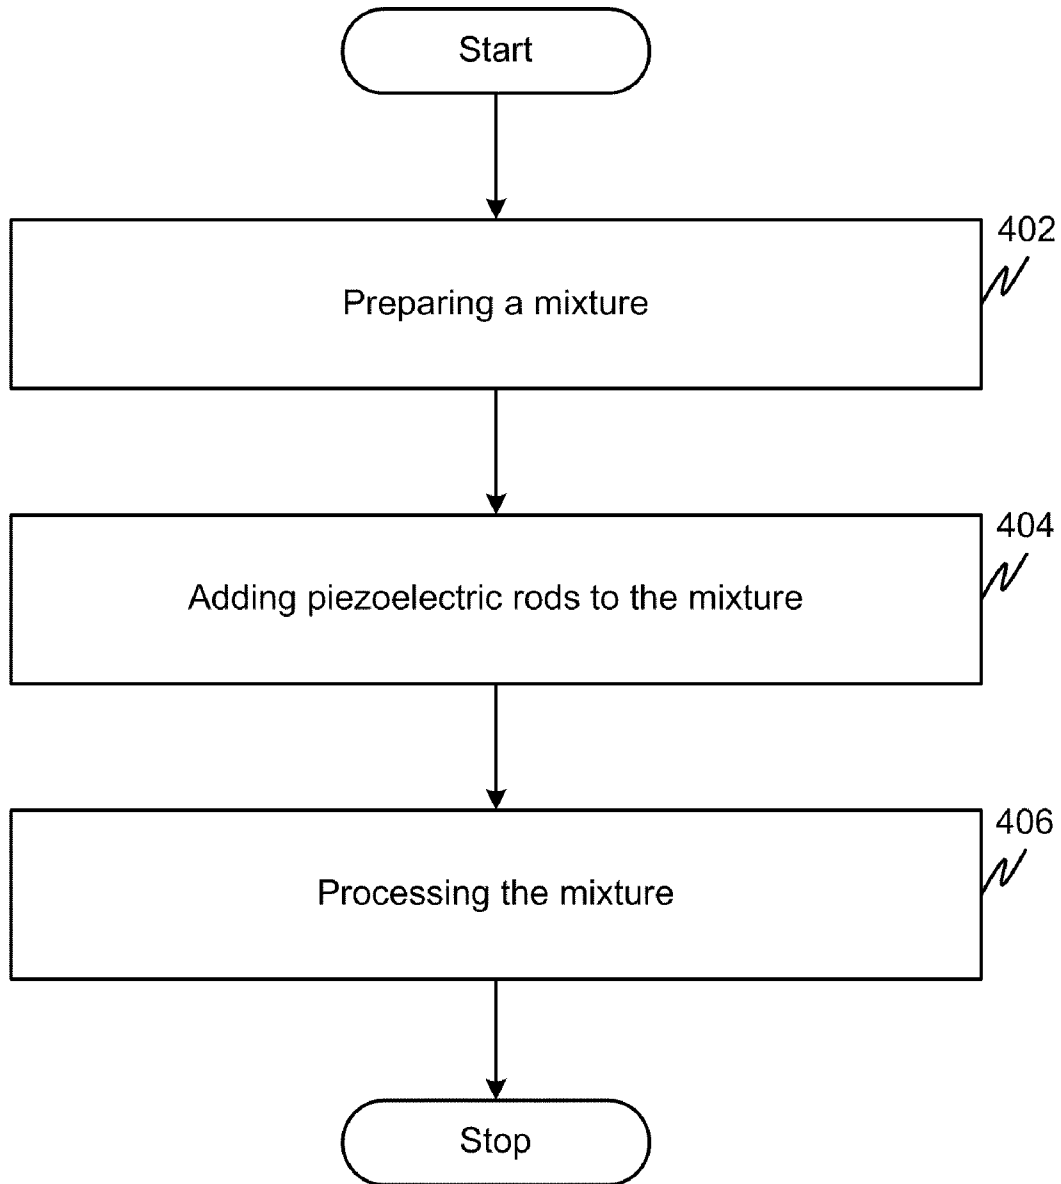 Start
402
Preparing a mixture
404
Adding piezoelectric rods to the mixture
406
Processing the mixture
Stop